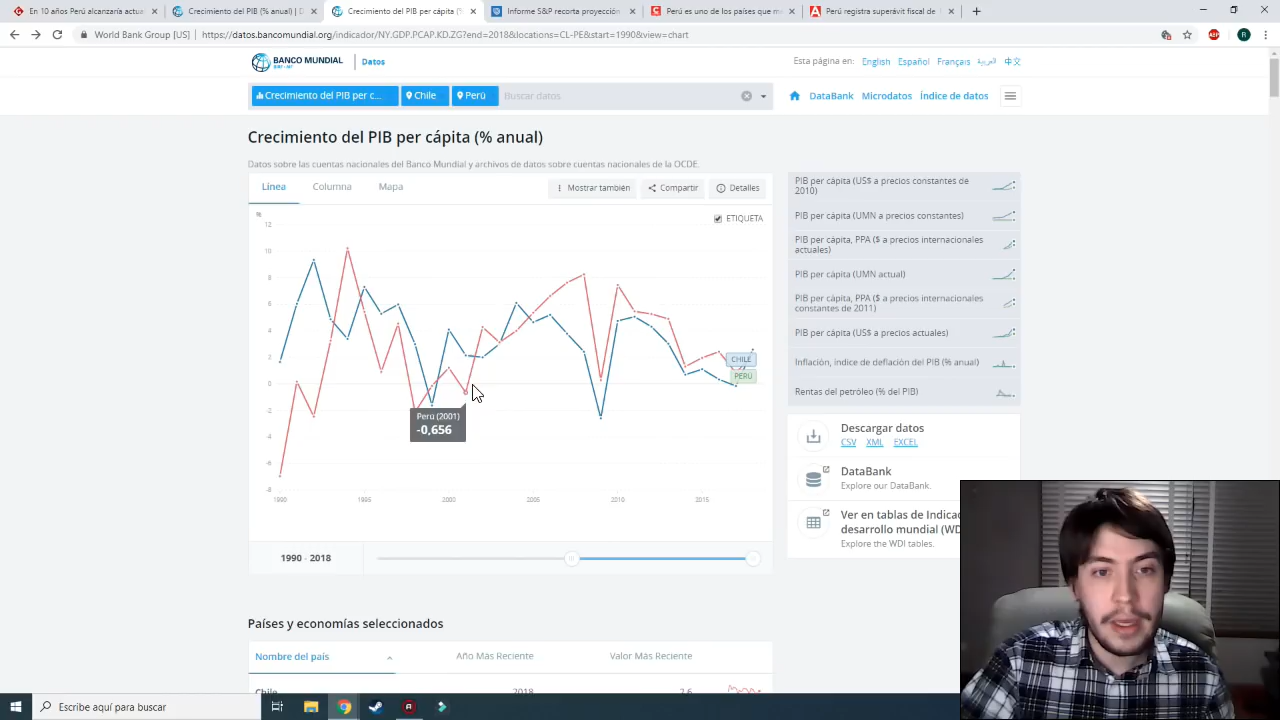 En 10 años Perú alcanzaría actua
Crecimiento del PIB (% anual) | D
Crecimiento del PIB per cápita (%
Informe S&P recorta proyección
Perú es uno de los países que m
Perú registra superávit fiscal de
World Bank Group [US] | https://datos.bancomundial.org/indicador/NY.GDP.PCAP.KD.ZG?end=2018&locations=CL-PE&start=1990&view=chart
ABP
R
BANCO MUNDIAL
BIRF - AIF
Datos
Esta página en: English Español Français العربية 中文
Crecimiento del PIB per c...
Chile
Perú
Buscar datos.
DataBank
Microdatos
Índice de datos
Crecimiento del PIB per cápita (% anual)
Datos sobre las cuentas nacionales del Banco Mundial y archivos de datos sobre cuentas nacionales de la OCDE.
Línea
Columna
Mapa
Mostrar también
Compartir
Detalles
%
ETIQUETA
12
10
8
6
4
2
0
-2
-4
-6
-8
1990
1995
2000
2005
2010
2015
CHILE
PERÚ
Perú (2001)
-0,656
1990 - 2018
PIB per cápita (US$ a precios constantes de
2010)
PIB per cápita (UMN a precios constantes)
PIB per cápita, PPA ($ a precios internacionales
actuales)
PIB per cápita (UMN actual)
PIB per cápita, PPA ($ a precios internacionales
constantes de 2011)
PIB per cápita (US$ a precios actuales)
Inflación, índice de deflación del PIB (% anual)
Rentas del petróleo (% del PIB)
Descargar datos
CSV XML EXCEL
DataBank
Explore our DataBank.
Ver en tablas de Indica
desarrollo mundial (WD
Explore the WDI tables.
Países y economías seleccionados
Nombre del país
Año Más Reciente
Valor Más Reciente
Chile
2018
2,6
Escribe aquí para buscar